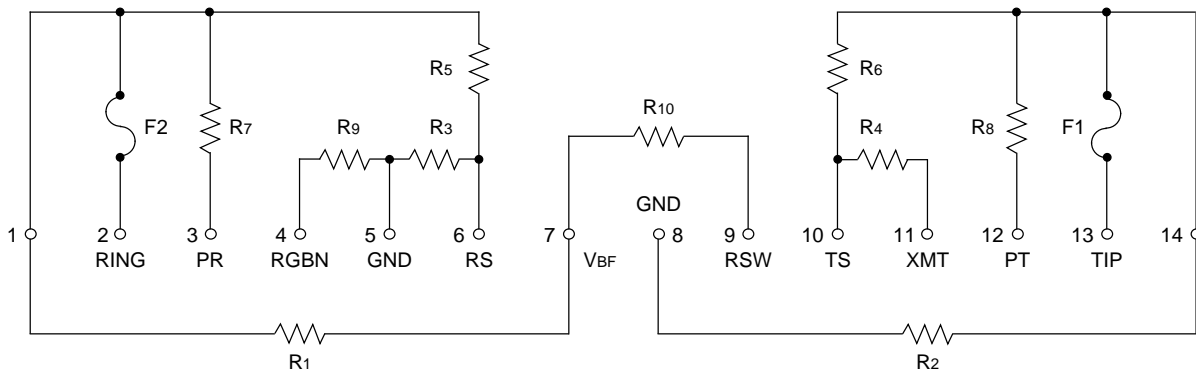 R5
R6
R10
F2
R7
R9
R3
R4
R8
F1
GND
1
2
3
4
5
6
7
8
9
10
11
12
13
14
RING
PR
RGBN
GND
RS
VBF
RSW
TS
XMT
PT
TIP
R1
R2